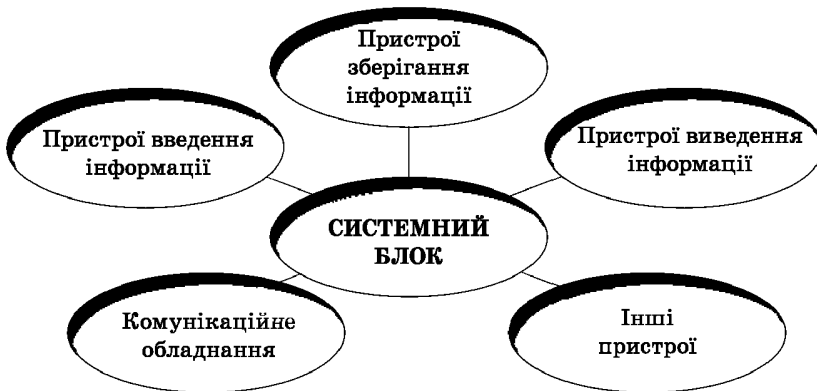 Пристрої
зберігання
інформації
Пристрої введення
інформації
Пристрої виведення
інформації
СИСТЕМНИЙ
БЛОК
Комунікаційне
обладнання
Інші
пристрої